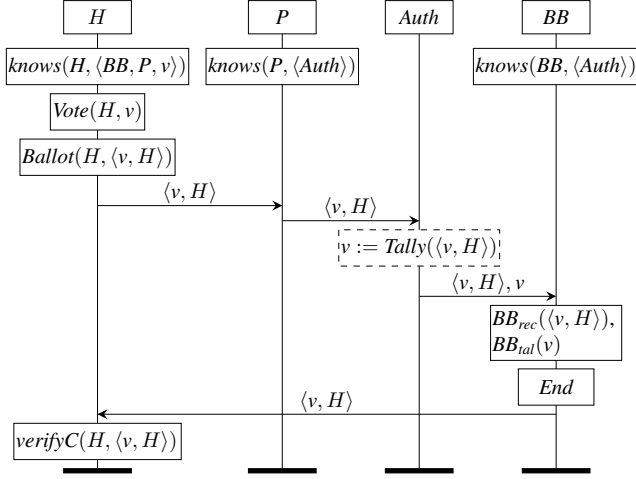 H P Auth BB
knows(H, ⟨BB, P, v⟩) knows(P, ⟨Auth⟩) knows(BB, ⟨Auth⟩)
Vote(H, v)
Ballot(H, ⟨v, H⟩)
⟨v, H⟩
⟨v, H⟩
v := Tally(⟨v, H⟩)
⟨v, H⟩, v
BB_rec(⟨v, H⟩),
BB_tal(v)
End
⟨v, H⟩
verifyC(H, ⟨v, H⟩)